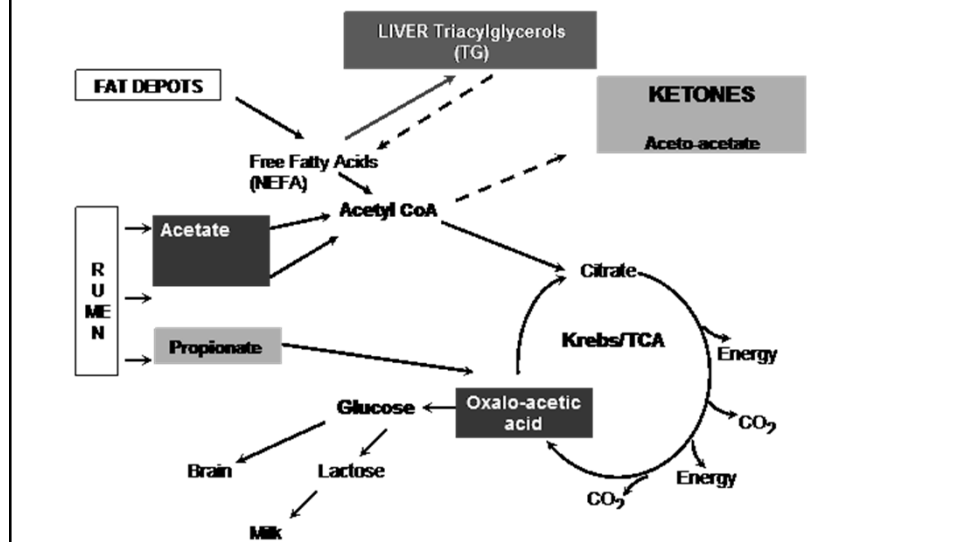 LIVER Triacylglycerols
(TG)
FAT DEPOTS
KETONES
Aceto-acetate
Free Fatty Acids
(NEFA)
Acetyl CoA
Acetate
R
U
ME
N
Citrate
Krebs/TCA
Propionate
Energy
Oxalo-acetic
acid
Glucose
CO2
Brain
Lactose
Energy
CO2
Milk